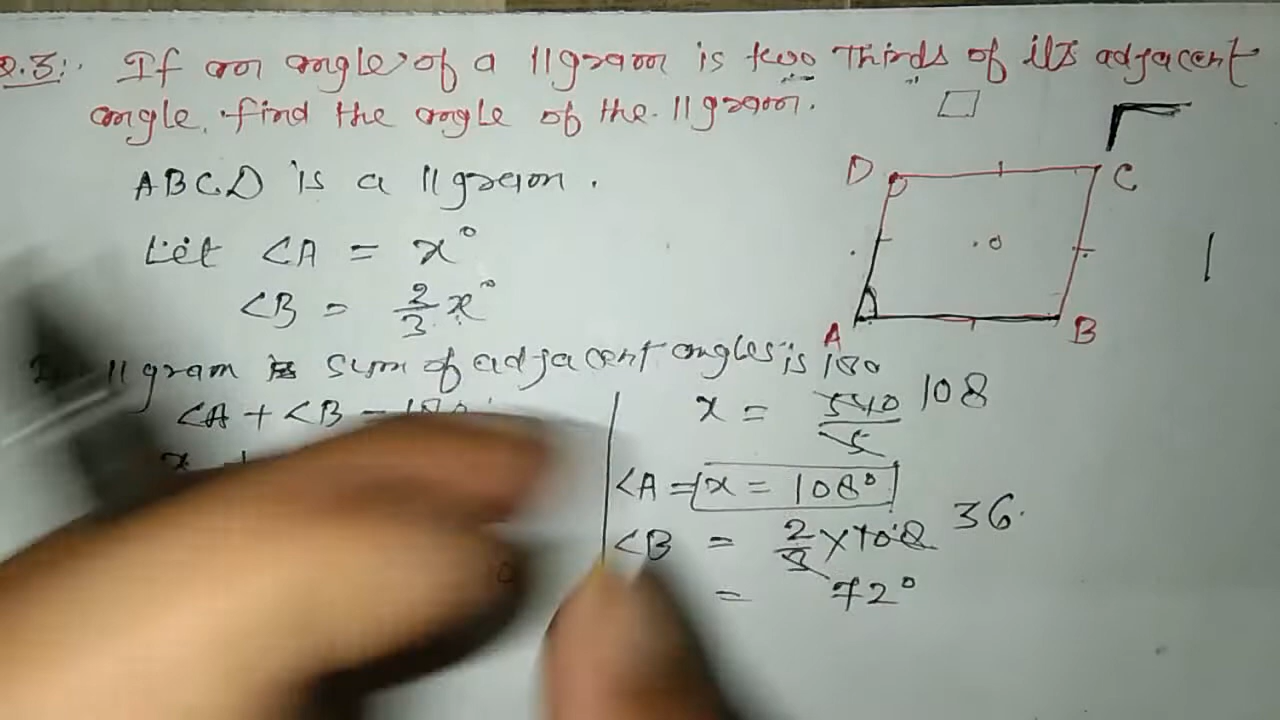 Q.3: If an angle of a ||gram is two Thirds of its adjacent
angle, find the angle of the ||gram.
ABCD is a ||gram.
Let <A = x°
<B = 2/3 x°
||gram is sum of adjacent angles is 180
<A + <B = 180
x +
x = 540/5 108
<A = x = 108°
<B = 2/3 × 108 36
= 72°
D C
A B
O